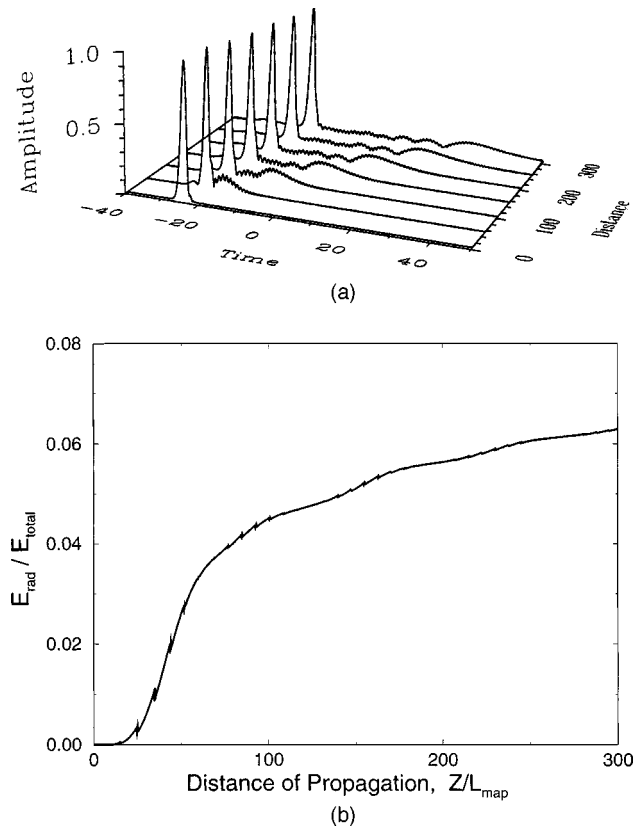 1.0
0.5
Amplitude
-40
-20
0
20
40
Time
0
100
200
300
Distance
(a)
0.08
0.06
0.04
0.02
0.00
E_rad / E_total
0
100
200
300
Distance of Propagation, Z/L_map
(b)